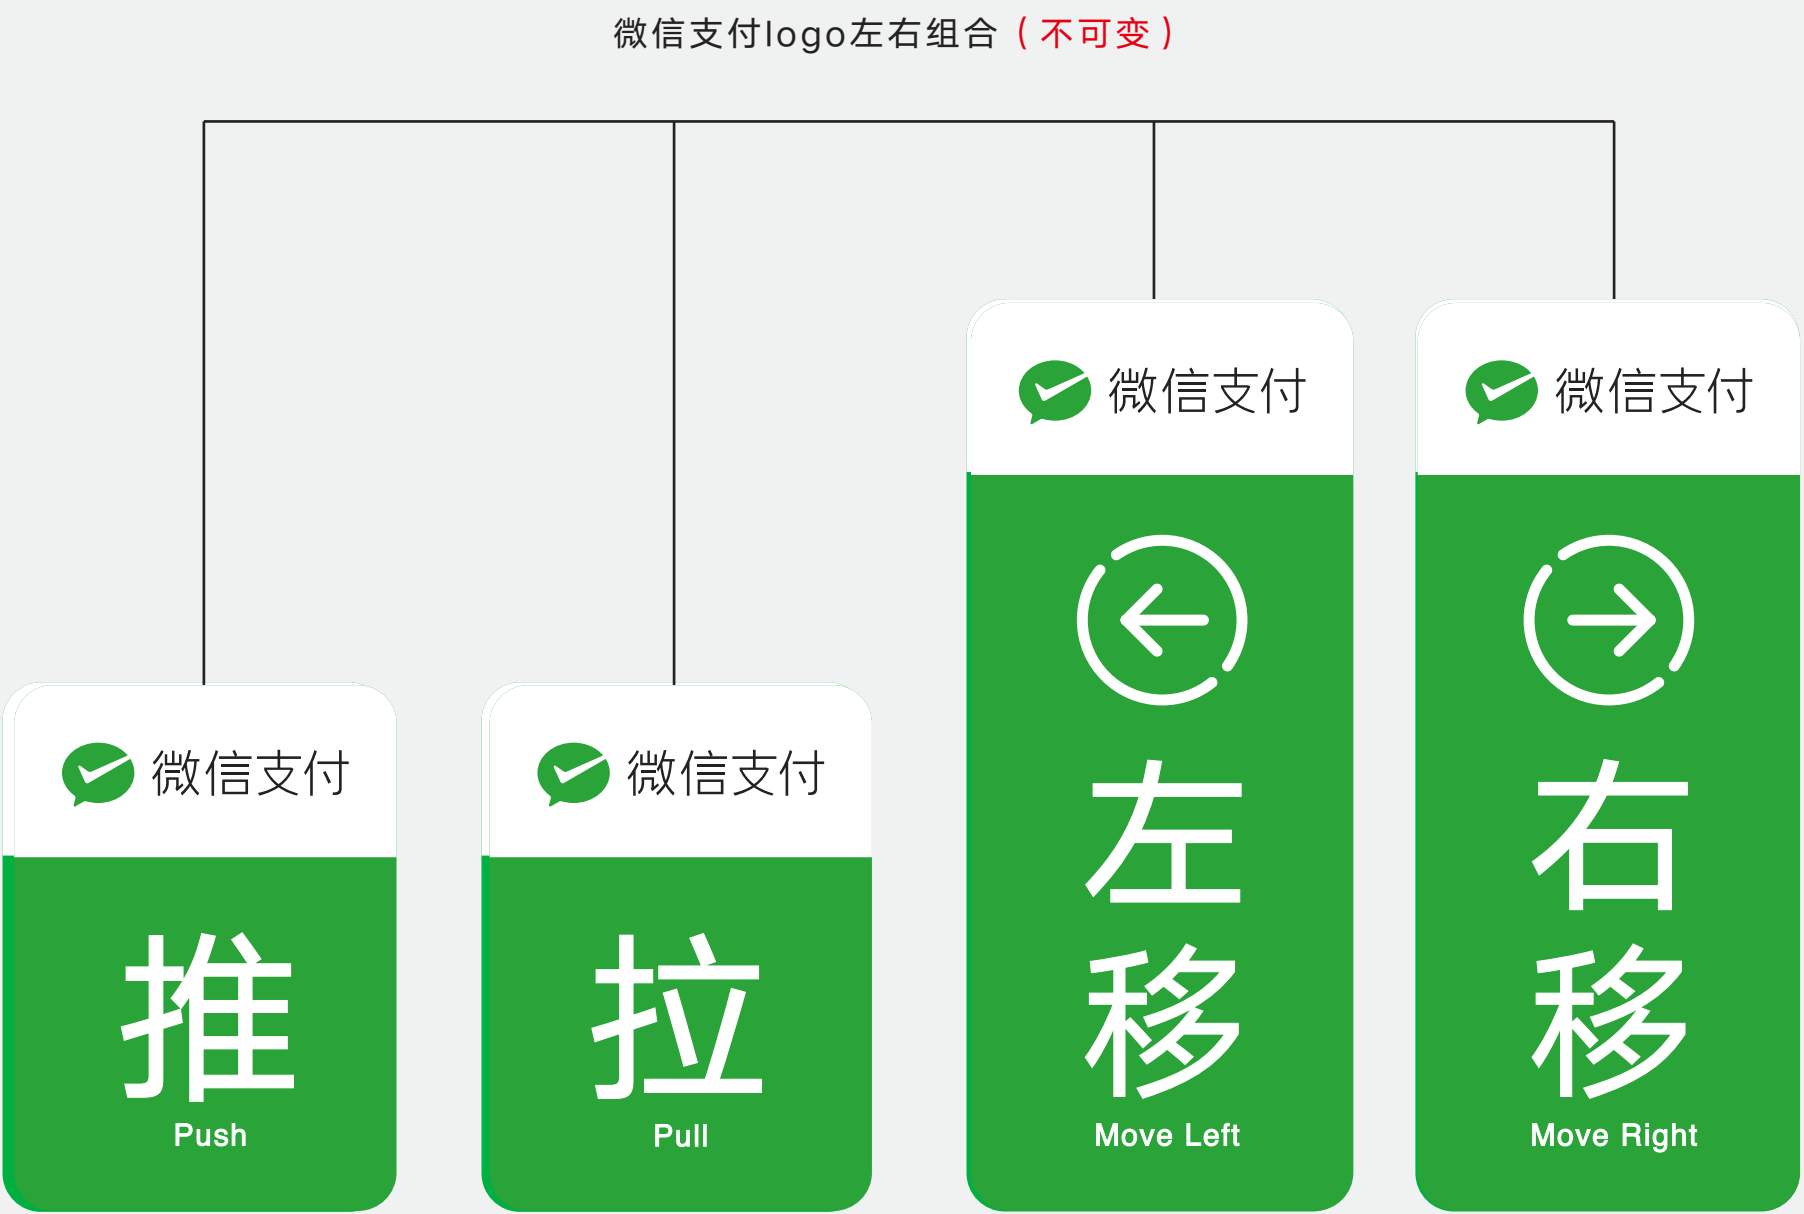 微信支付logo左右组合（不可变）
微信支付
推
Push
微信支付
拉
Pull
微信支付
左
移
Move Left
微信支付
右
移
Move Right